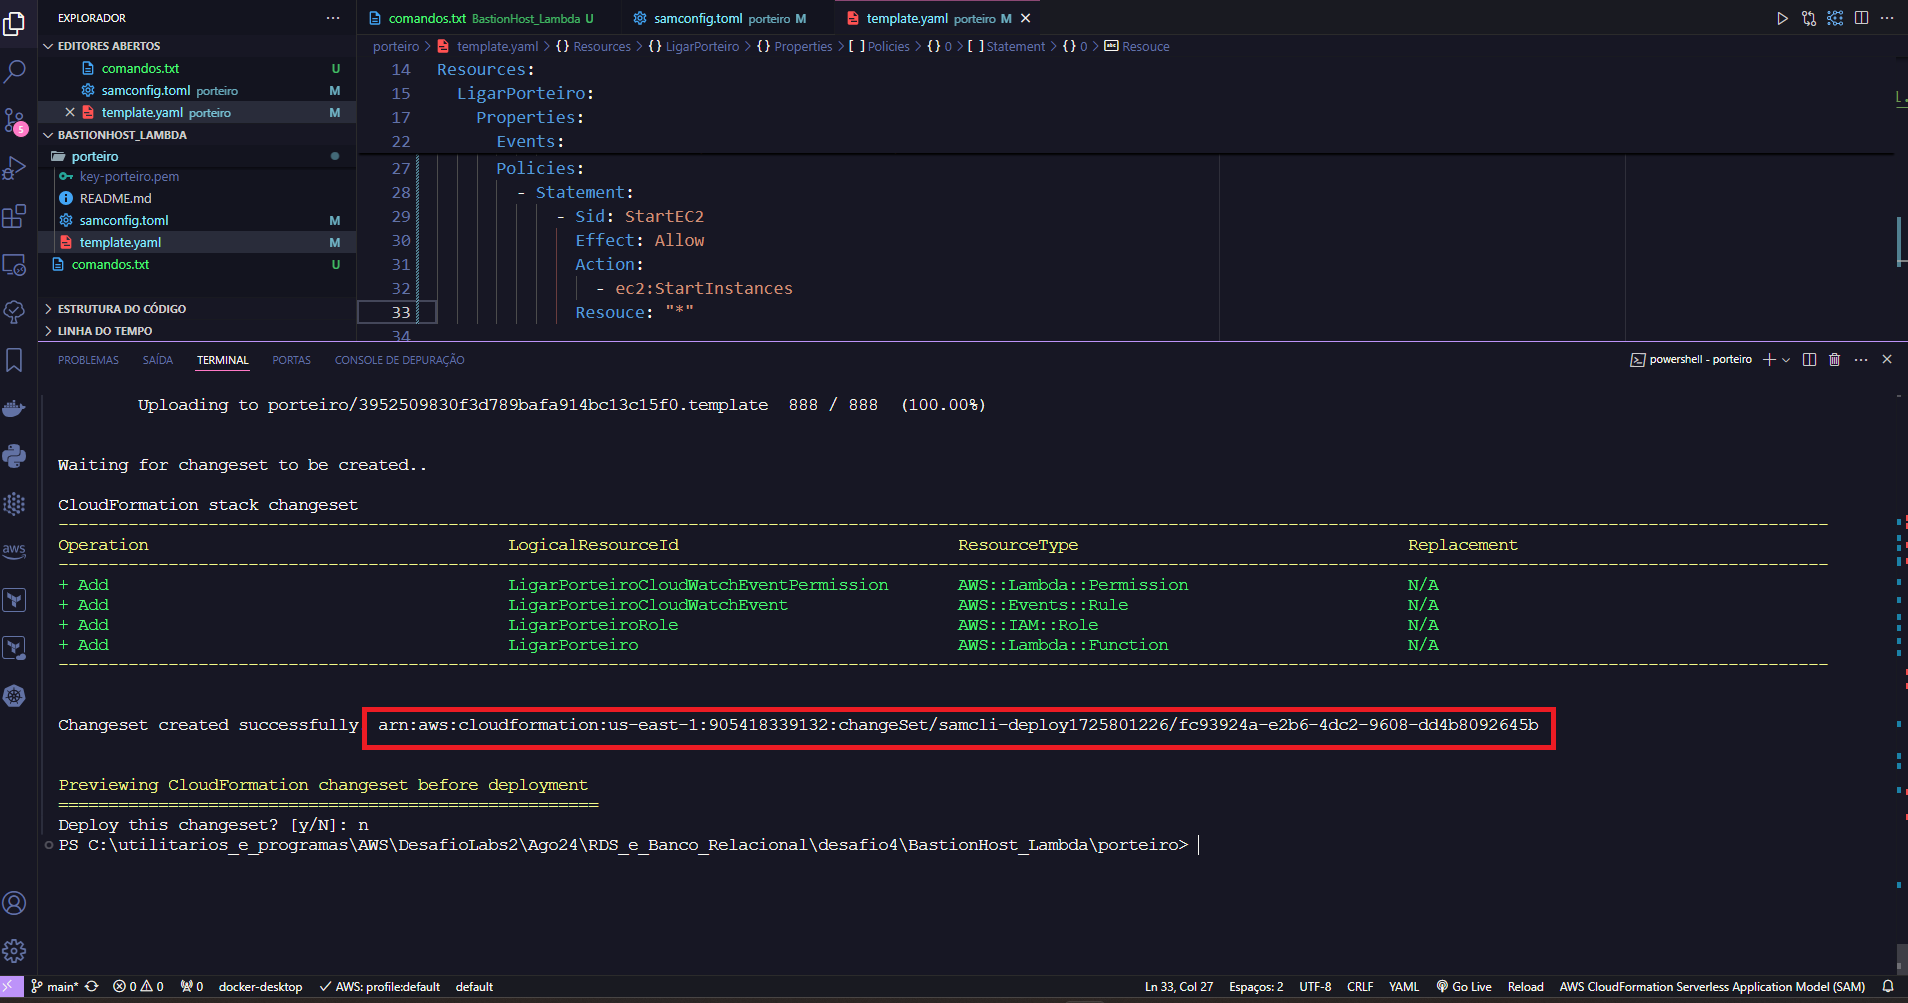 EXPLORADOR
EDITORES ABERTOS
comandos.txt U
samconfig.toml porteiro M
template.yaml porteiro M
BASTIONHOST_LAMBDA
porteiro
key-porteiro.pem
README.md
samconfig.toml M
template.yaml M
comandos.txt U
ESTRUTURA DO CÓDIGO
LINHA DO TEMPO
5
aws
comandos.txt BastionHost_Lambda U
samconfig.toml porteiro M
template.yaml porteiro M
porteiro > template.yaml > {} Resources > {} LigarPorteiro > {} Properties > [ ] Policies > {} 0 > [ ] Statement > {} 0 > abc Resouce
14 Resources:
15 LigarPorteiro:
17 Properties:
22 Events:
27 Policies:
28 - Statement:
29 - Sid: StartEC2
30 Effect: Allow
31 Action:
32 - ec2:StartInstances
33 Resouce: "*"
34
PROBLEMAS SAÍDA TERMINAL PORTAS CONSOLE DE DEPURAÇÃO
powershell - porteiro
Uploading to porteiro/3952509830f3d789bafa914bc13c15f0.template 888 / 888 (100.00%)
Waiting for changeset to be created..
CloudFormation stack changeset
Operation LogicalResourceId ResourceType Replacement
+ Add LigarPorteiroCloudWatchEventPermission AWS::Lambda::Permission N/A
+ Add LigarPorteiroCloudWatchEvent AWS::Events::Rule N/A
+ Add LigarPorteiroRole AWS::IAM::Role N/A
+ Add LigarPorteiro AWS::Lambda::Function N/A
Changeset created successfully. arn:aws:cloudformation:us-east-1:905418339132:changeSet/samcli-deploy1725801226/fc93924a-e2b6-4dc2-9608-dd4b8092645b
Previewing CloudFormation changeset before deployment
======================================================
Deploy this changeset? [y/N]: n
PS C:\utilitarios_e_programas\AWS\DesafioLabs2\Ago24\RDS_e_Banco_Relacional\desafio4\BastionHost_Lambda\porteiro>
main* 0 0 0 docker-desktop AWS: profile:default default Ln 33, Col 27 Espaços: 2 UTF-8 CRLF YAML Go Live Reload AWS CloudFormation Serverless Application Model (SAM)